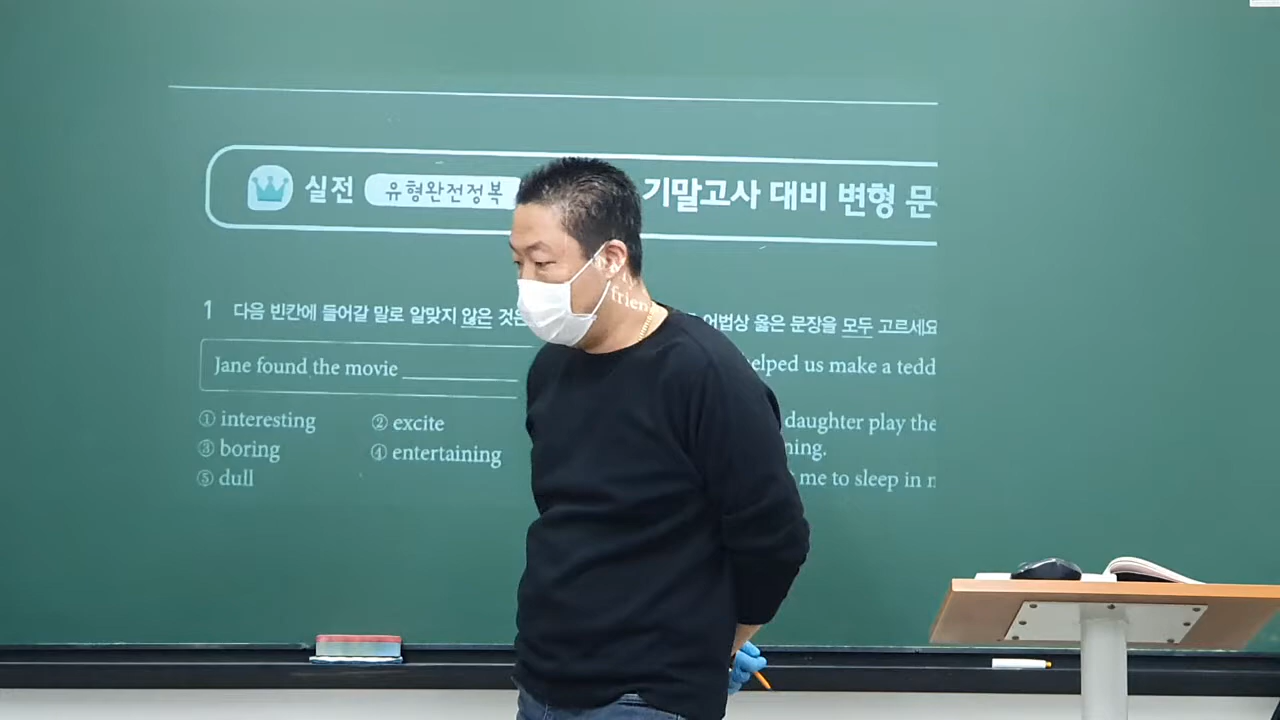 실전 유형완전정복 기말고사 대비 변형 문
1 다음 빈칸에 들어갈 말로 알맞지 않은 것은
Jane found the movie
① interesting ② excite
③ boring ④ entertaining
⑤ dull
어법상 옳은 문장을 모두 고르세요
helped us make a tedd
daughter play the
me to sleep in